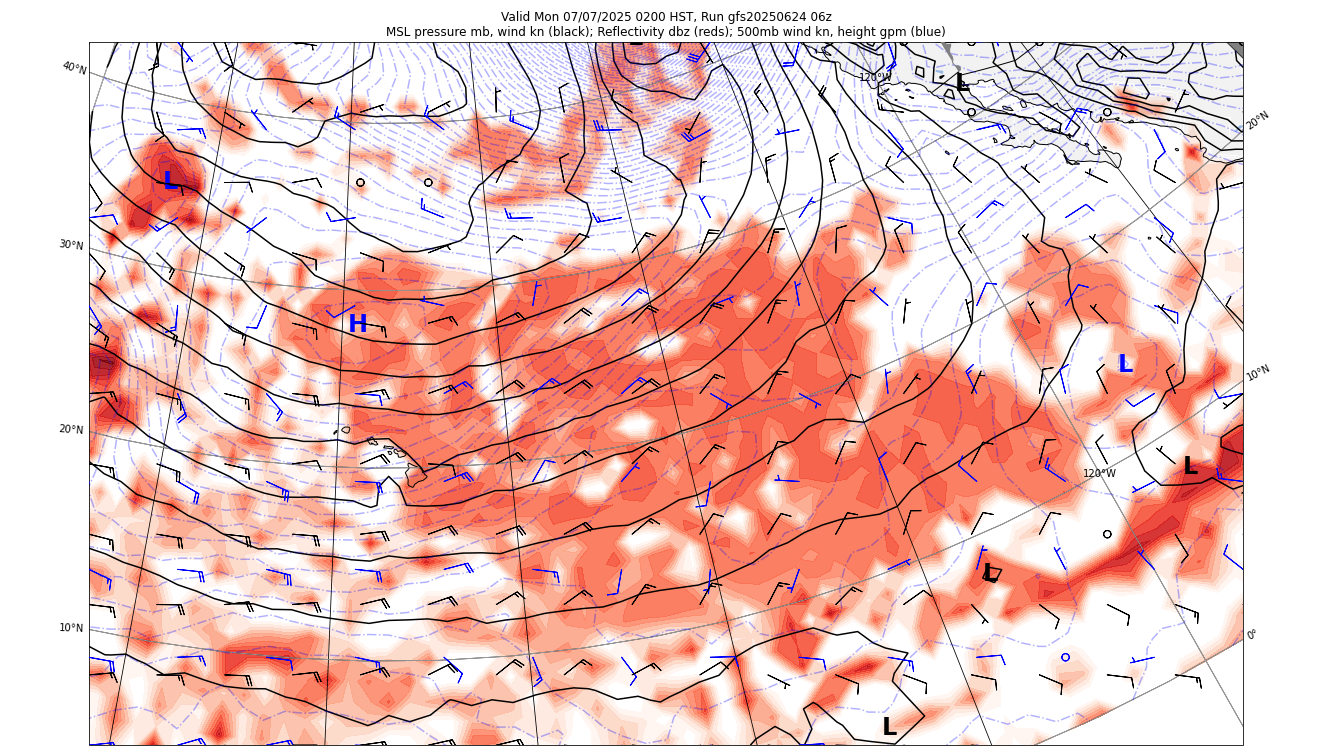 Valid Mon 07/07/2025 0200 HST, Run gfs20250624 06z
MSL pressure mb, wind kn (black); Reflectivity dbz (reds); 500mb wind kn, height gpm (blue)
40°N
120°W
L
20°N
L
30°N
H
L
10°N
20°N
L
120°W
L
10°N
0°
L